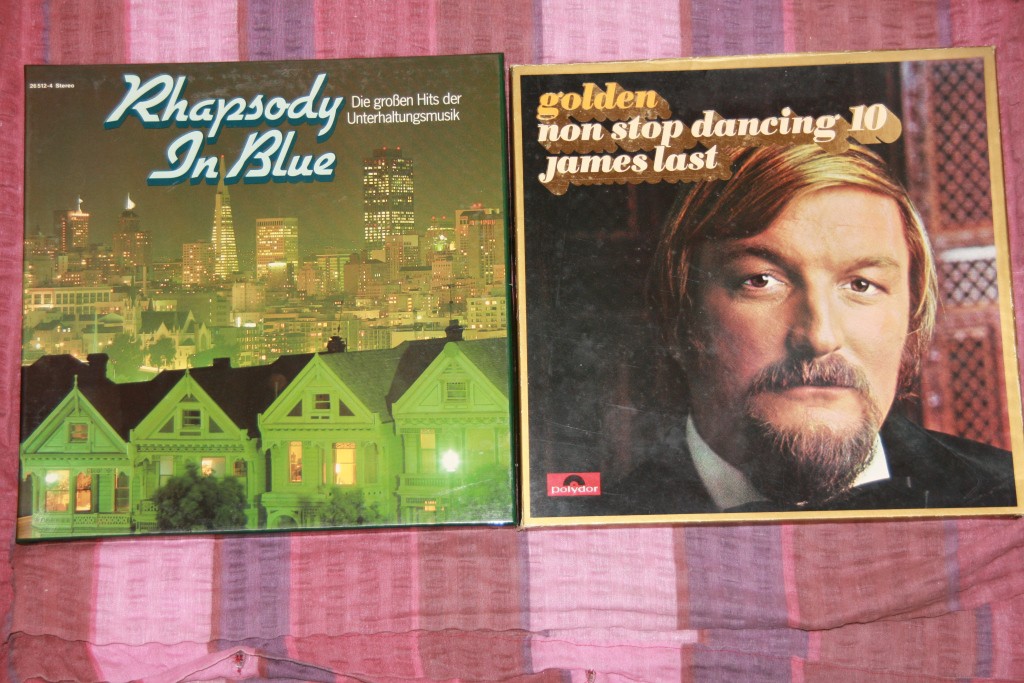 26 512-4 Stereo
Rhapsody
In Blue
Die großen Hits der
Unterhaltungsmusik
golden
non stop dancing 10
james last
polydor